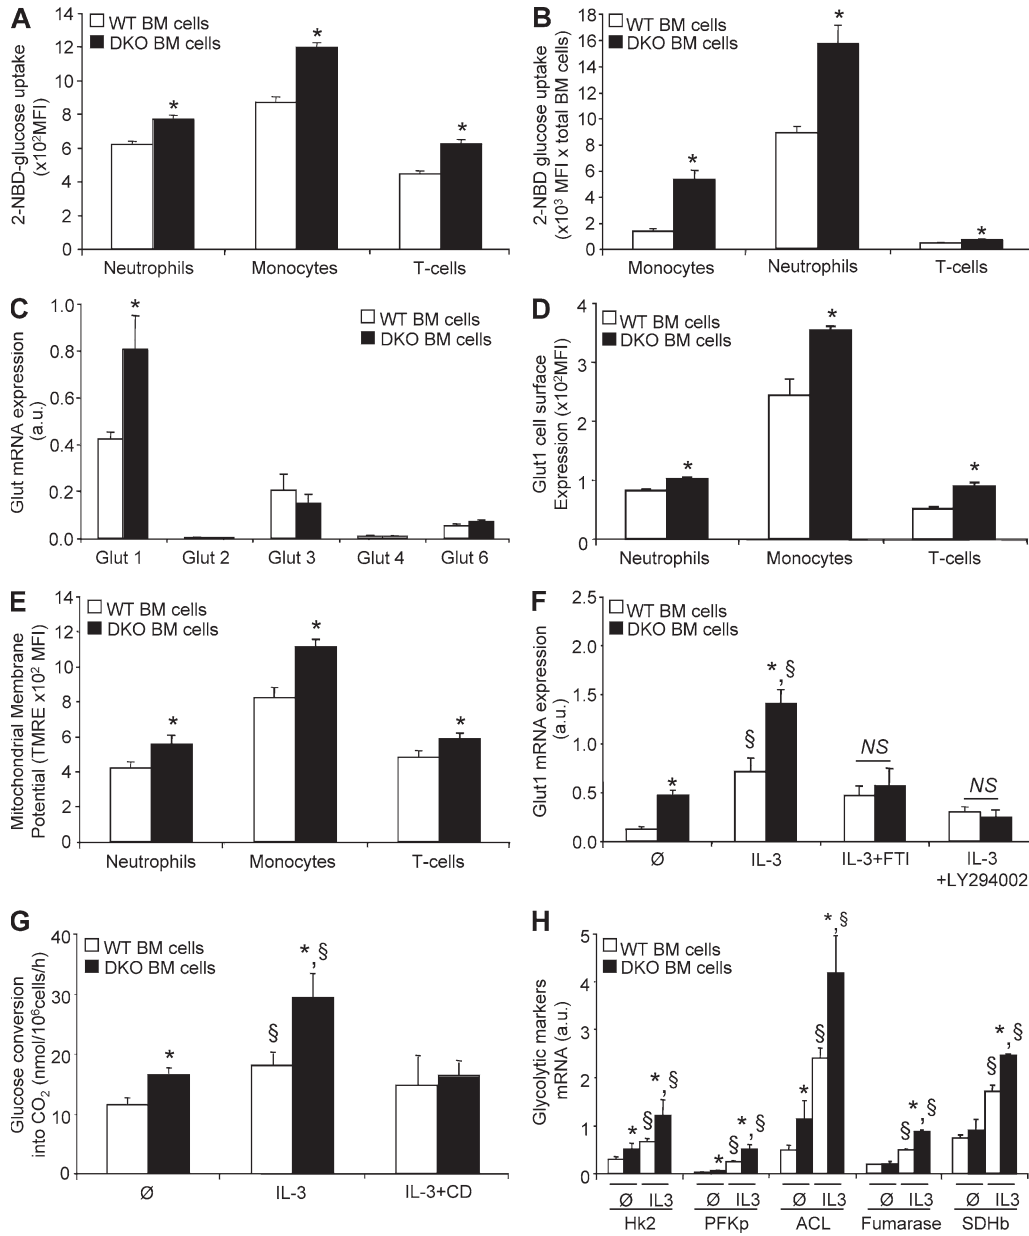 A
WT BM cells
DKO BM cells
2-NBD-glucose uptake
(x10²MFI)
14
12
10
8
6
4
2
0
*
*
*
Neutrophils
Monocytes
T-cells
B
WT BM cells
DKO BM cells
2-NBD glucose uptake
(x10³ MFI x total BM cells)
18
16
14
12
10
8
6
4
2
0
*
*
*
Monocytes
Neutrophils
T-cells
C
WT BM cells
DKO BM cells
Glut mRNA expression
(a.u.)
1.0
0.8
0.6
0.4
0.2
0.0
*
Glut 1
Glut 2
Glut 3
Glut 4
Glut 6
D
WT BM cells
DKO BM cells
Glut1 cell surface
Expression (x10²MFI)
4
3
2
1
0
*
*
*
Neutrophils
Monocytes
T-cells
E
WT BM cells
DKO BM cells
Mitochondrial Membrane
Potential (TMRE x10² MFI)
14
12
10
8
6
4
2
0
*
*
*
Neutrophils
Monocytes
T-cells
F
WT BM cells
DKO BM cells
Glut1 mRNA expression
(a.u.)
2.5
2.0
1.5
1.0
0.5
0.0
*
§
*,§
NS
NS
Ø
IL-3
IL-3+FTI
IL-3
+LY294002
G
WT BM cells
DKO BM cells
Glucose conversion
into CO₂ (nmol/10⁶cells/h)
40
30
20
10
0
*
§
*,§
Ø
IL-3
IL-3+CD
H
WT BM cells
DKO BM cells
Glycolytic markers
mRNA (a.u.)
5
4
3
2
1
0
*
§
*,§
*
§
*,§
*
§
*,§
§
*,§
§
*,§
Ø IL3 Ø IL3 Ø IL3 Ø IL3 Ø IL3
Hk2 PFKp ACL Fumarase SDHb